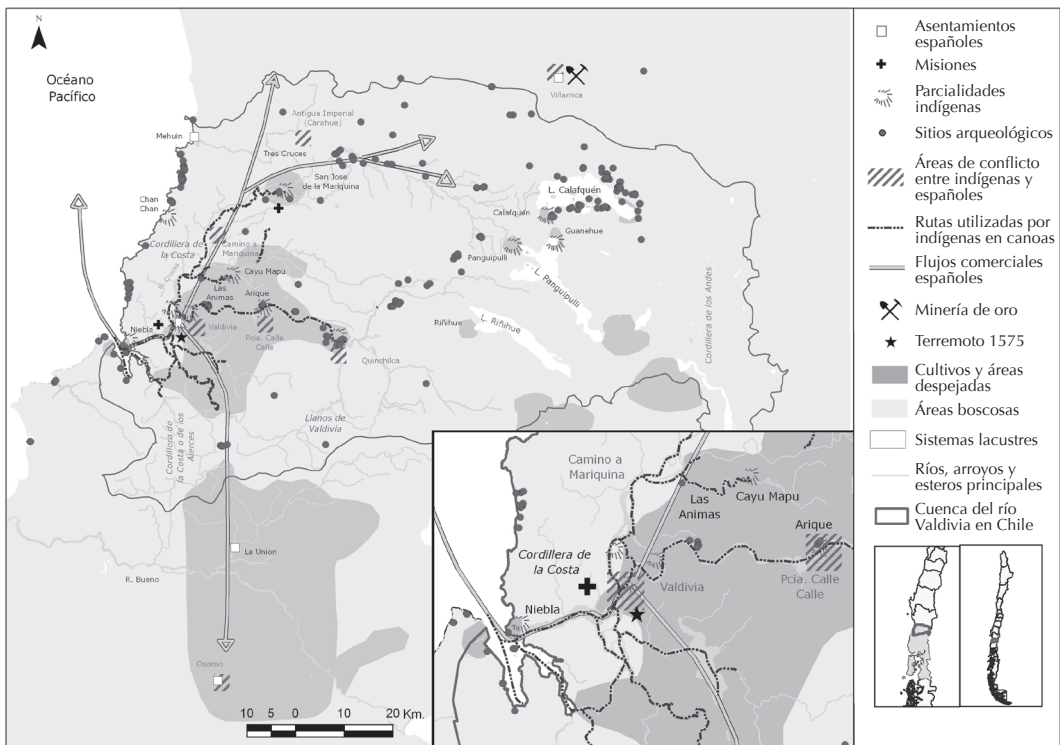 N
Océano
Pacífico
Mehuin
Antigua Imperial
(Carahue)
Tres Cruces
San Jose
de la Mariquina
Villarrica
Chan
Chan
Cordillera de
la Costa
Camino a
Mariquina
Cayu Mapu
Las
Animas
Arique
Niebla
Valdivia
Pcia. Calle
Calle
Quinchilca
L. Calafquén
Calafquén
Guanehue
Panguipulli
L. Panguipulli
Riñihue
L. Riñihue
Cordillera de los Andes
Llanos de
Valdivia
Cordillera de
la Costa o de los
Alerces
La Union
R. Bueno
Osorno
10 5 0 10 20 Km.
Camino a
Mariquina
Las
Animas
Cayu Mapu
Arique
Cordillera de
la Costa
Pcia. Calle
Calle
Valdivia
Niebla
Asentamientos
españoles
Misiones
Parcialidades
indígenas
Sitios arqueológicos
Áreas de conflicto
entre indígenas y
españoles
Rutas utilizadas por
indígenas en canoas
Flujos comerciales
españoles
Minería de oro
Terremoto 1575
Cultivos y áreas
despejadas
Áreas boscosas
Sistemas lacustres
Ríos, arroyos y
esteros principales
Cuenca del río
Valdivia en Chile